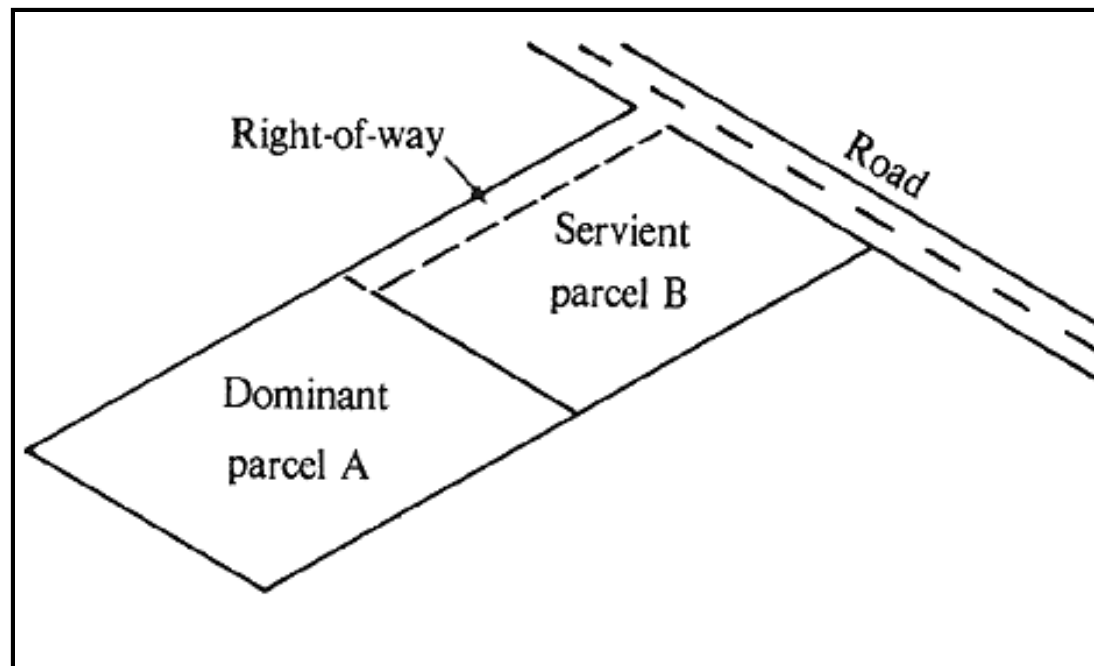 Right-of-way
Road
Servient
parcel B
Dominant
parcel A